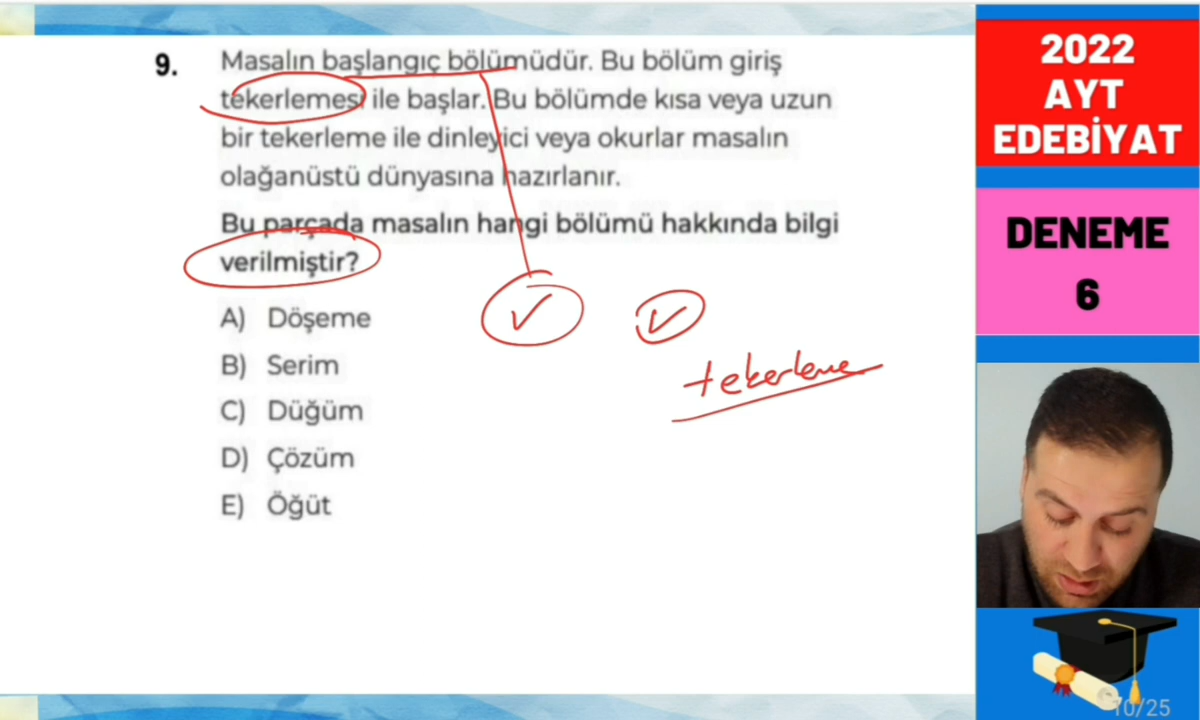 9. Masalın başlangıç bölümüdür. Bu bölüm giriş
tekerlemesi ile başlar. Bu bölümde kısa veya uzun
bir tekerleme ile dinleyici veya okurlar masalın
olağanüstü dünyasına hazırlanır.
Bu parçada masalın hangi bölümü hakkında bilgi
verilmiştir?
A) Döşeme
B) Serim
C) Düğüm
D) Çözüm
E) Öğüt
tekerleme
2022
AYT
EDEBİYAT
DENEME
6
10/25